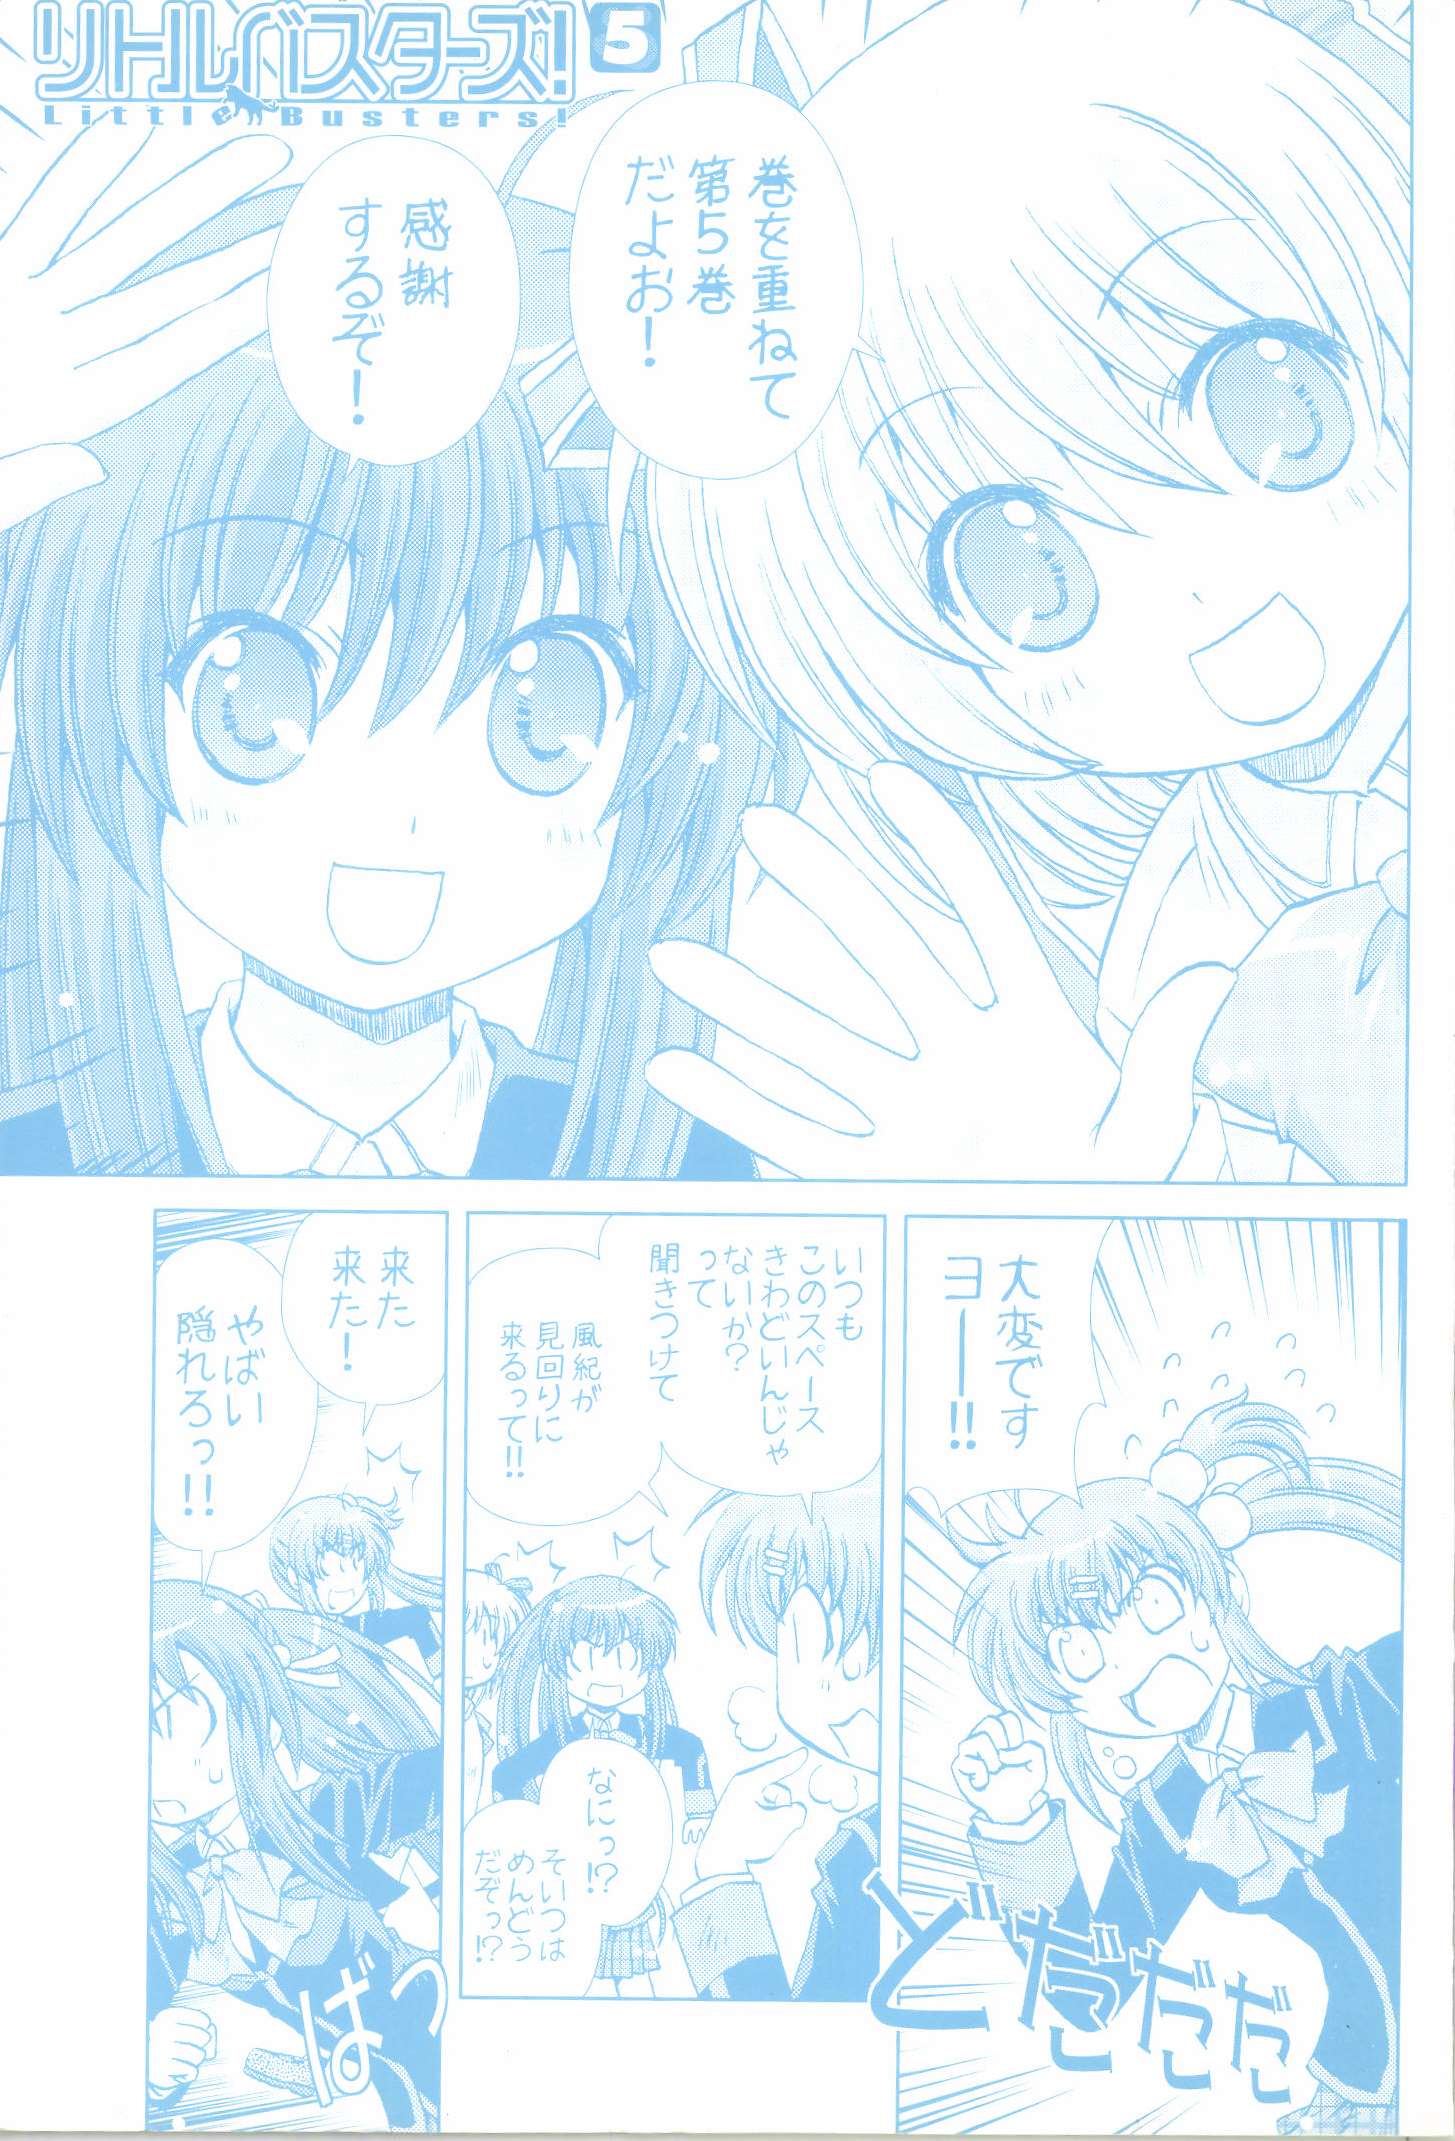 リトルバスターズ! 5
Little Busters!
巻を重ねて
第5巻
だよぉ!
感謝
するぞ!
大変です
ヨーー!!
いつも
このスペース
きわどいんじゃ
ないか?
って
聞きつけて
風紀が
見回りに
来るって!!
なにっ!?
そいつは
めんどう
だぞっ!?
来た
来た!
やばい
隠れろっ!!
どだだだだ
ばっ